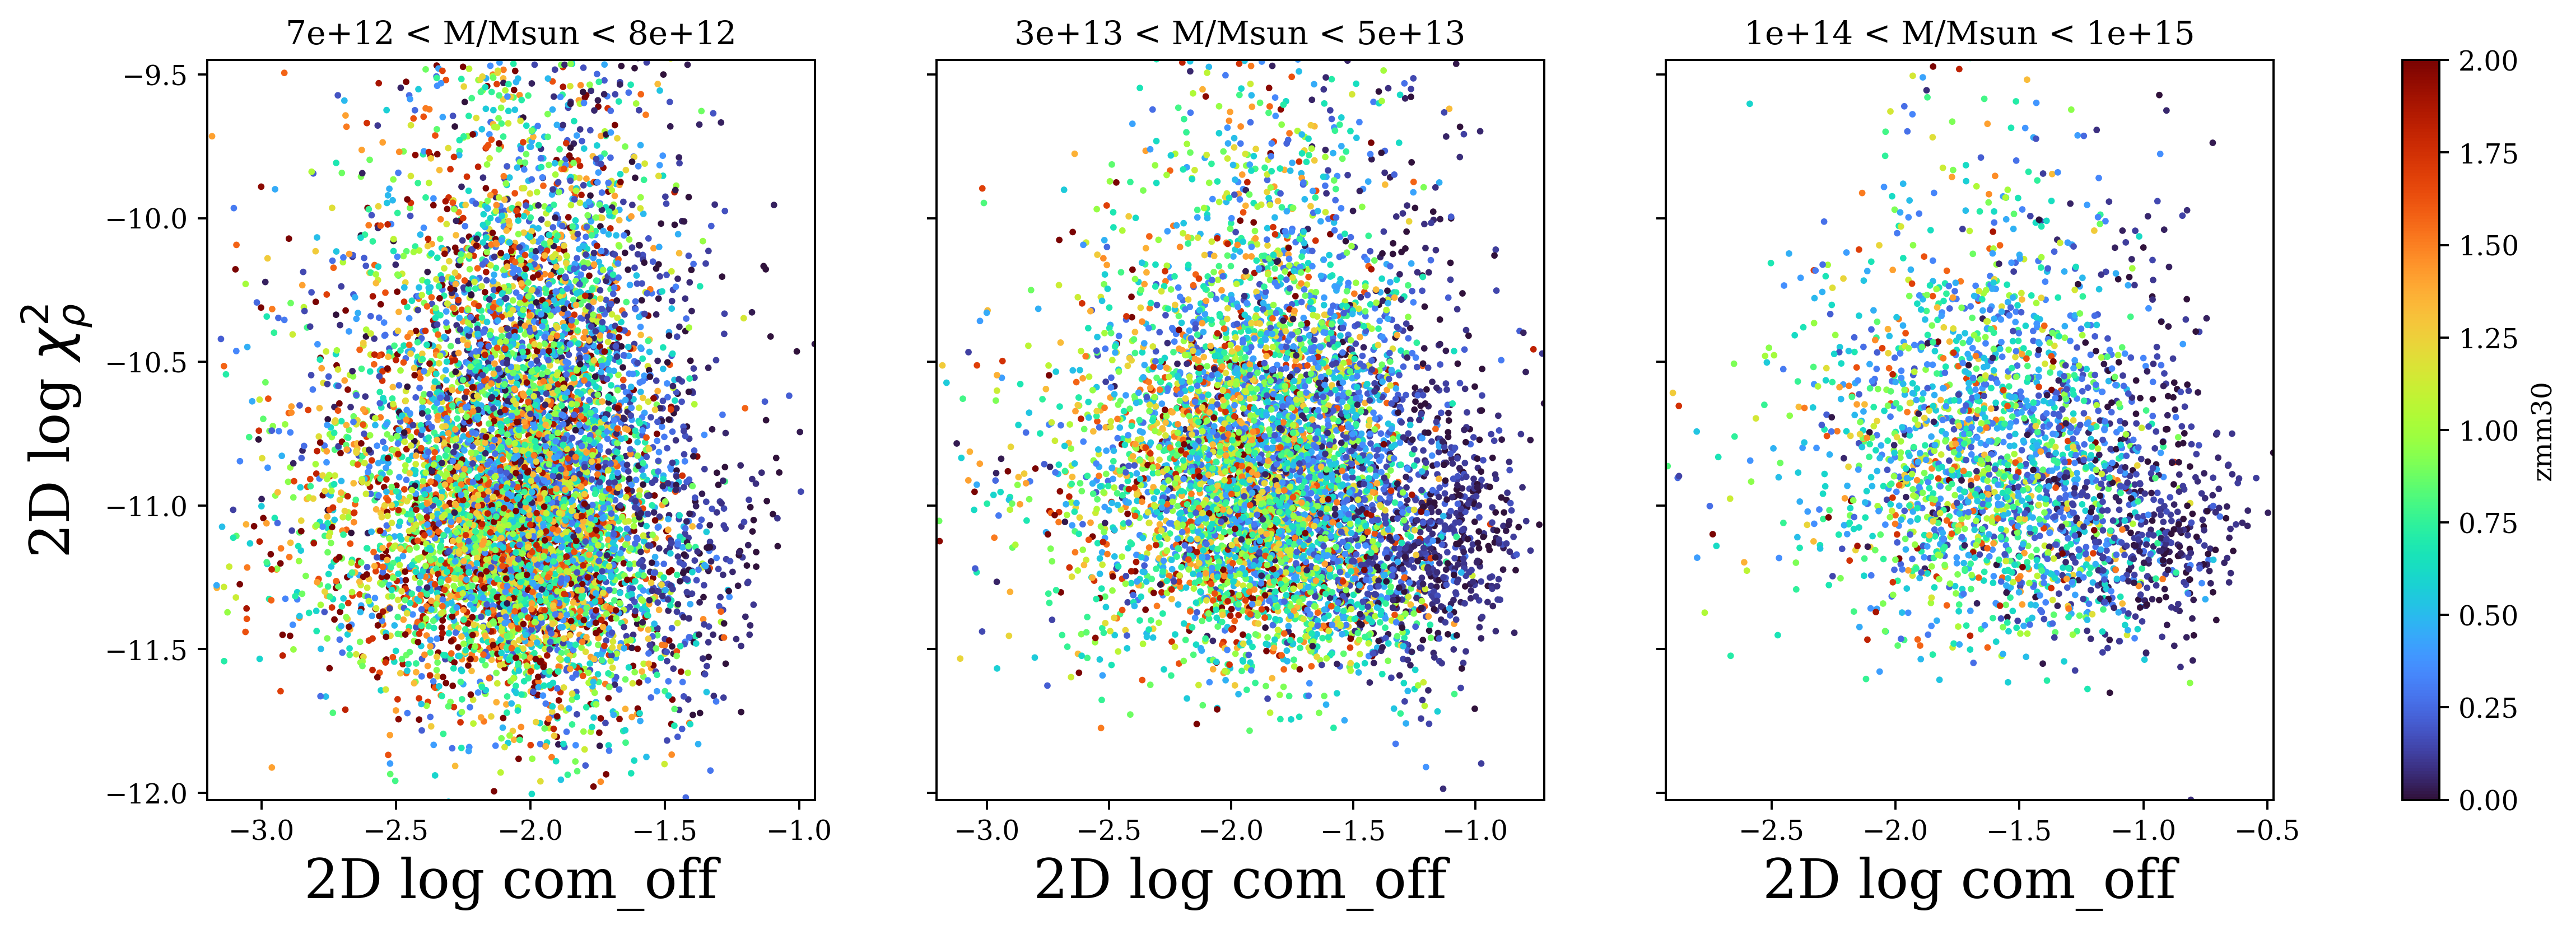 7e+12 < M/Msun < 8e+12
3e+13 < M/Msun < 5e+13
1e+14 < M/Msun < 1e+15
2D log χ²ρ
−9.5
−10.0
−10.5
−11.0
−11.5
−12.0
−3.0 −2.5 −2.0 −1.5 −1.0
−3.0 −2.5 −2.0 −1.5 −1.0
−2.5 −2.0 −1.5 −1.0 −0.5
2D log com_off
2D log com_off
2D log com_off
2.00
1.75
1.50
1.25
1.00
0.75
0.50
0.25
0.00
zmm30